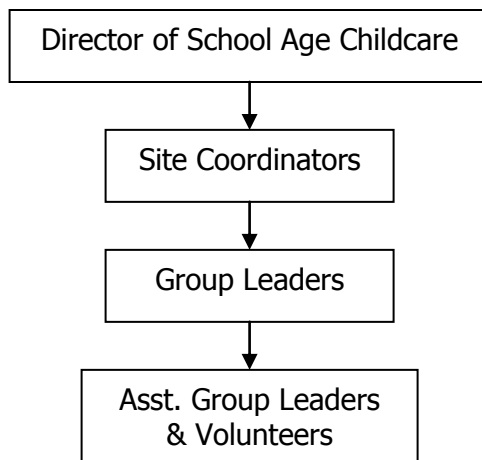 Director of School Age Childcare
Site Coordinators
Group Leaders
Asst. Group Leaders
& Volunteers